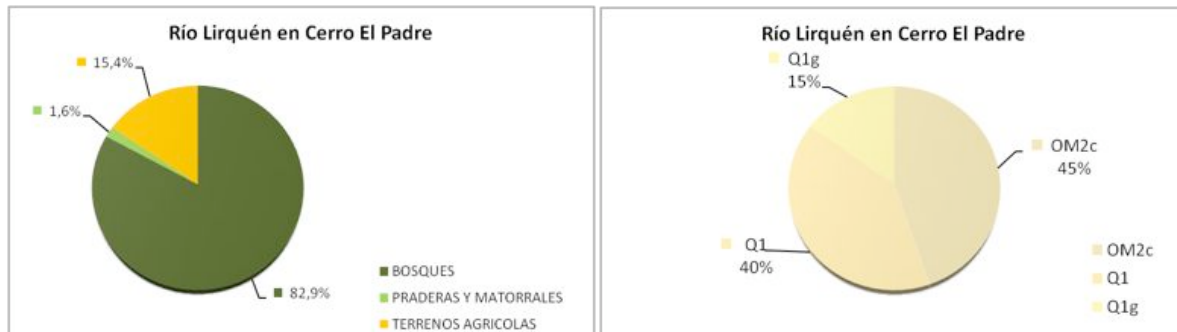 Río Lirquén en Cerro El Padre
15,4%
1,6%
82,9%
BOSQUES
PRADERAS Y MATORRALES
TERRENOS AGRICOLAS
Río Lirquén en Cerro El Padre
Q1g
15%
OM2c
45%
Q1
40%
OM2c
Q1
Q1g